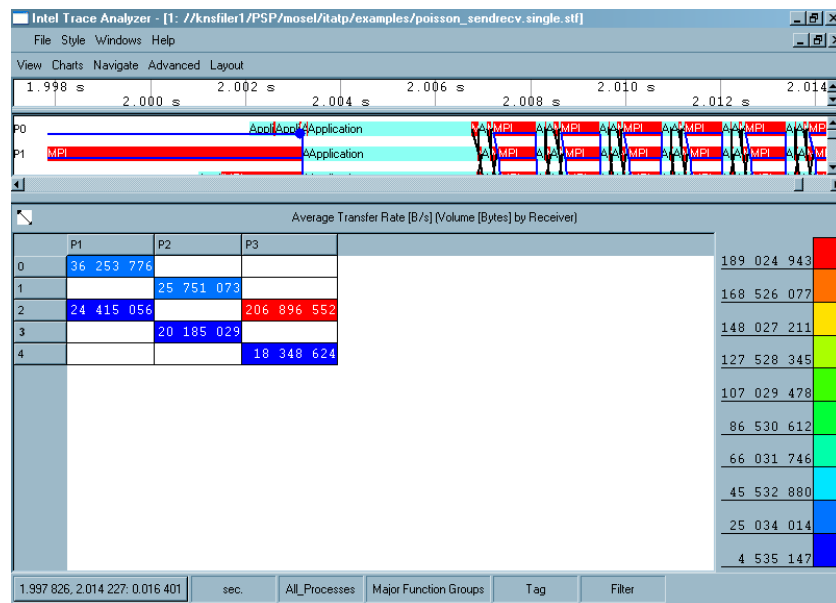 Intel Trace Analyzer - [1: //knsfiler1/PSP/mosel/itatp/examples/poisson_sendrecv.single.stf]
File Style Windows Help
View Charts Navigate Advanced Layout
1.998 s 2.002 s 2.006 s 2.010 s 2.014
2.000 s 2.004 s 2.008 s 2.012 s
P0 Appli Appli Application MPI MPI MPI MPI MPI MPI
P1 MPI Application MPI MPI MPI MPI MPI
Average Transfer Rate [B/s] (Volume [Bytes] by Receiver)
P1 P2 P3
0 36 253 776
1 25 751 073
2 24 415 056 206 896 552
3 20 185 029
4 18 348 624
189 024 943
168 526 077
148 027 211
127 528 345
107 029 478
86 530 612
66 031 746
45 532 880
25 034 014
4 535 147
1.997 826, 2.014 227: 0.016 401 sec. All_Processes Major Function Groups Tag Filter